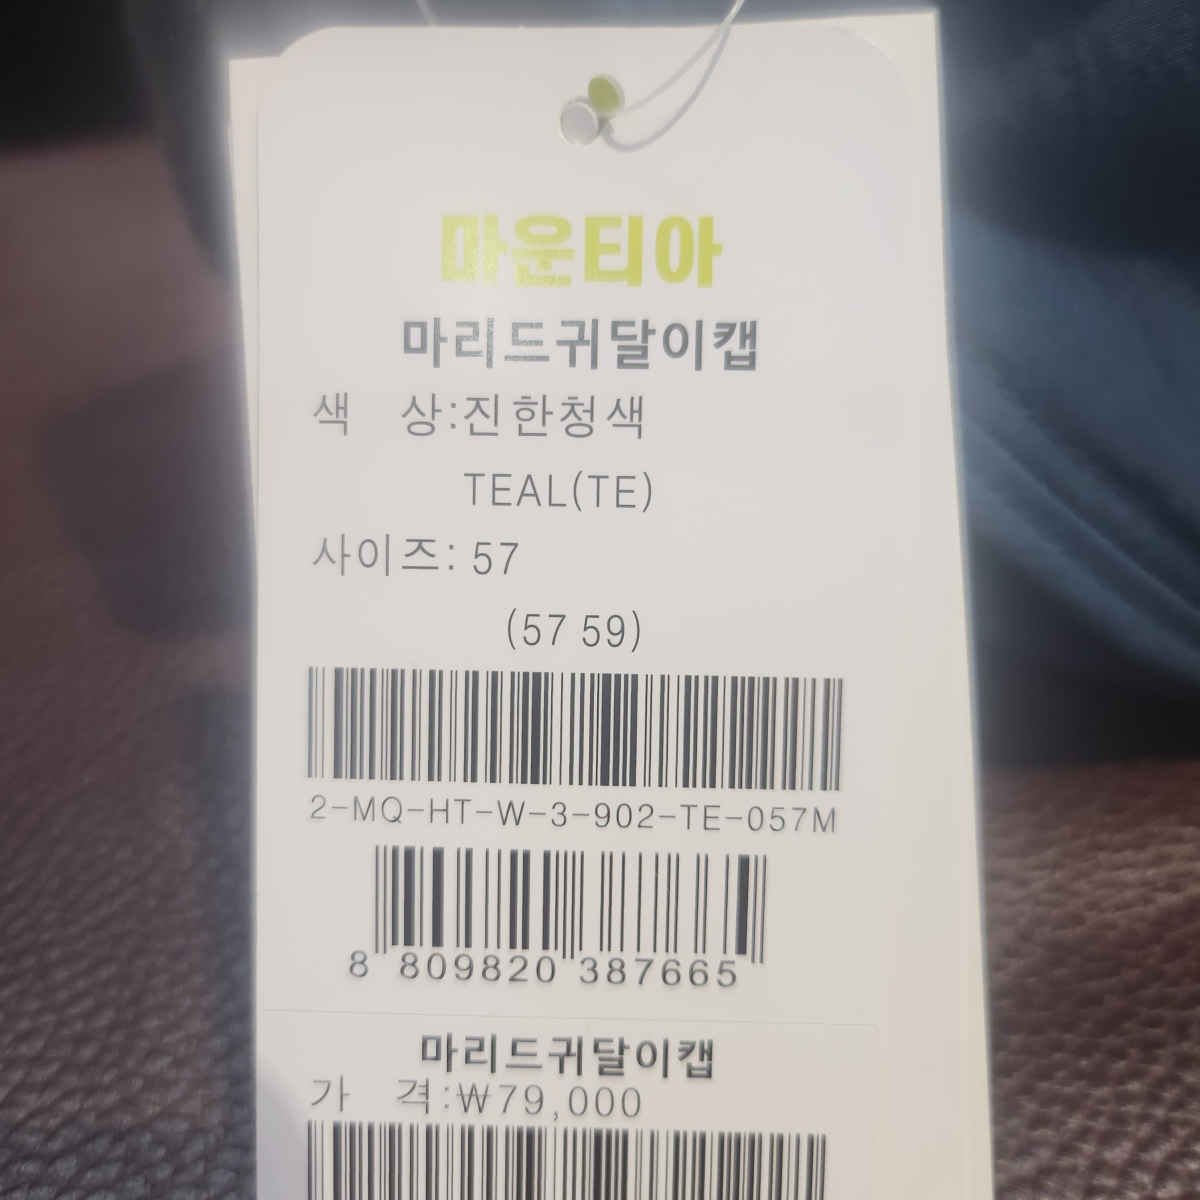 마운티아
마리드귀달이캡
색 상:진한청색
TEAL(TE)
사이즈: 57
(57 59)
2-MQ-HT-W-3-902-TE-057M
8 809820 387665
마리드귀달이캡
가 격:₩79,000